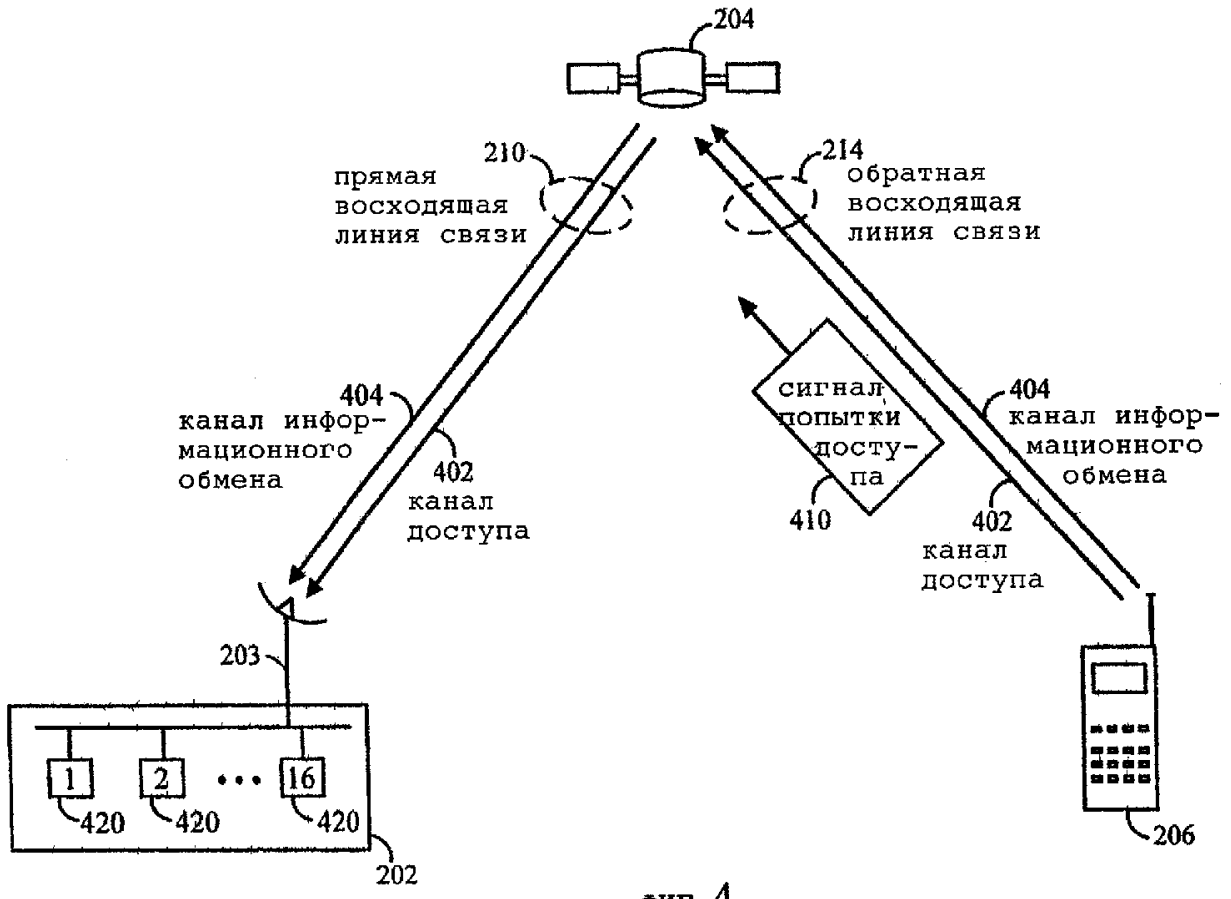 204
210
прямая
восходящая
линия связи
214
обратная
восходящая
линия связи
404
канал инфор-
мационного
обмена
402
канал
доступа
сигнал
попытки
досту-
па
410
404
канал инфор-
мационного
обмена
402
канал
доступа
203
1
2
16
420
420
420
202
206
фиг. 4